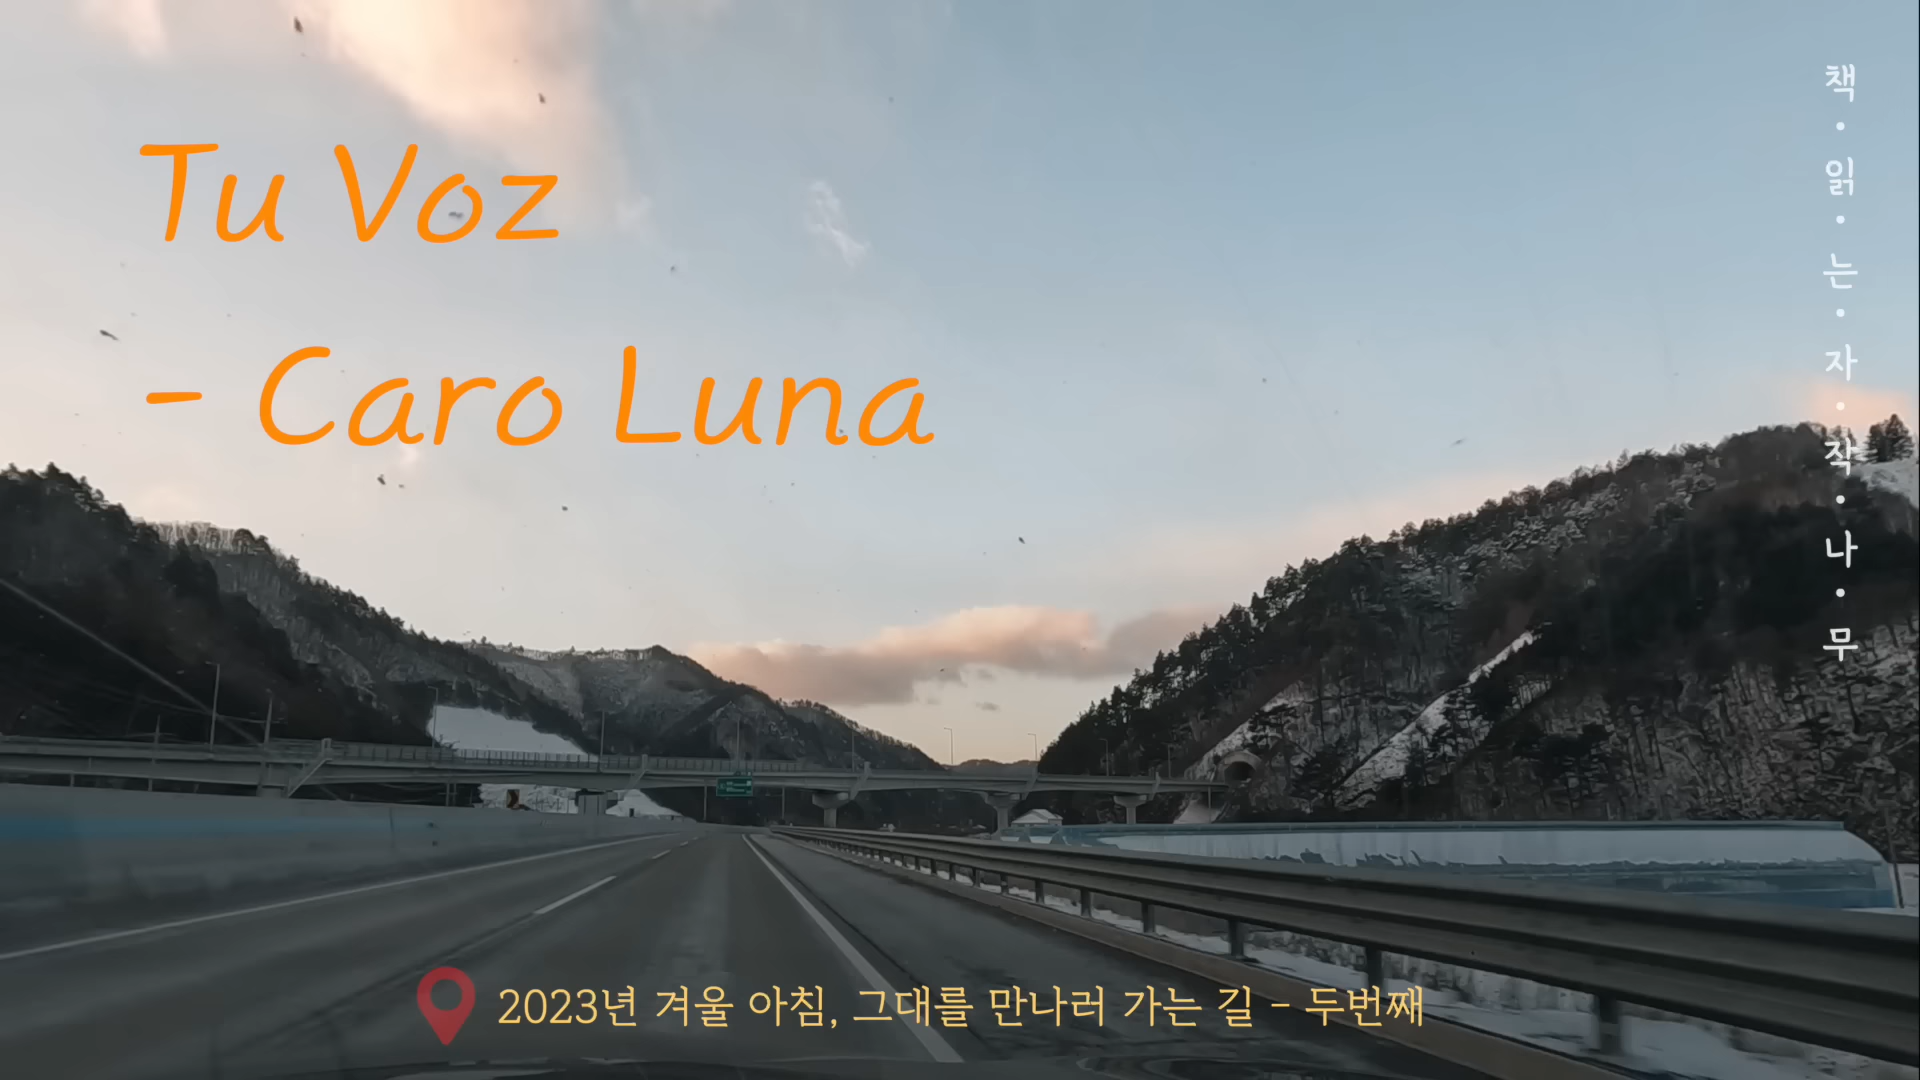 Tu Voz
- Caro Luna
책·읽·는·자·작·나·무
2023년 겨울 아침, 그대를 만나러 가는 길 - 두번째